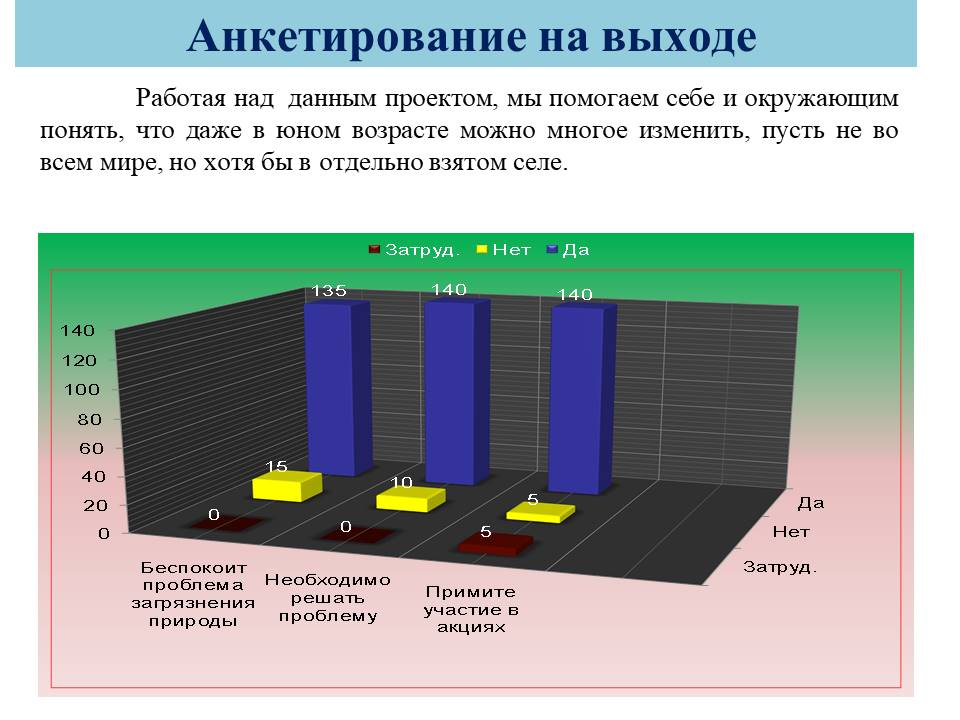 Анкетирование на выходе
Работая над данным проектом, мы помогаем себе и окружающим
понять, что даже в юном возрасте можно многое изменить, пусть не во
всем мире, но хотя бы в отдельно взятом селе.
Затруд. Нет Да
135 140 140
140
120
100
80
60
40
20
0
15 10 5
0 0 5
Да
Нет
Затруд.
Беспокоит
проблема
загрязнения
природы
Необходимо
решать
проблему
Примите
участие в
акциях